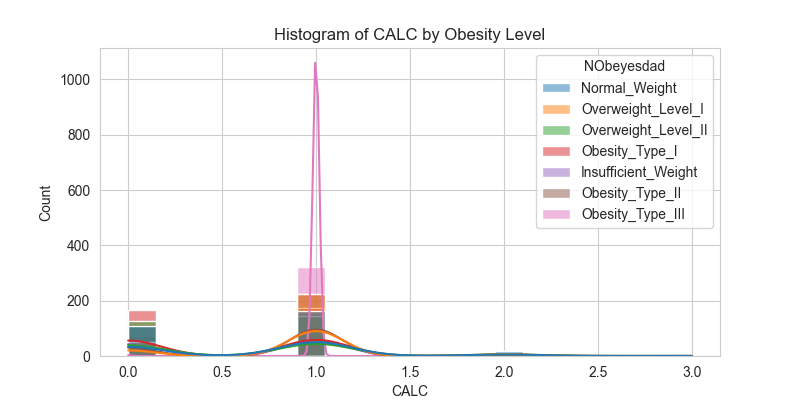 Histogram of CALC by Obesity Level
NObeyesdad
Normal_Weight
Overweight_Level_I
Overweight_Level_II
Obesity_Type_I
Insufficient_Weight
Obesity_Type_II
Obesity_Type_III
Count
1000
800
600
400
200
0
0.0 0.5 1.0 1.5 2.0 2.5 3.0
CALC